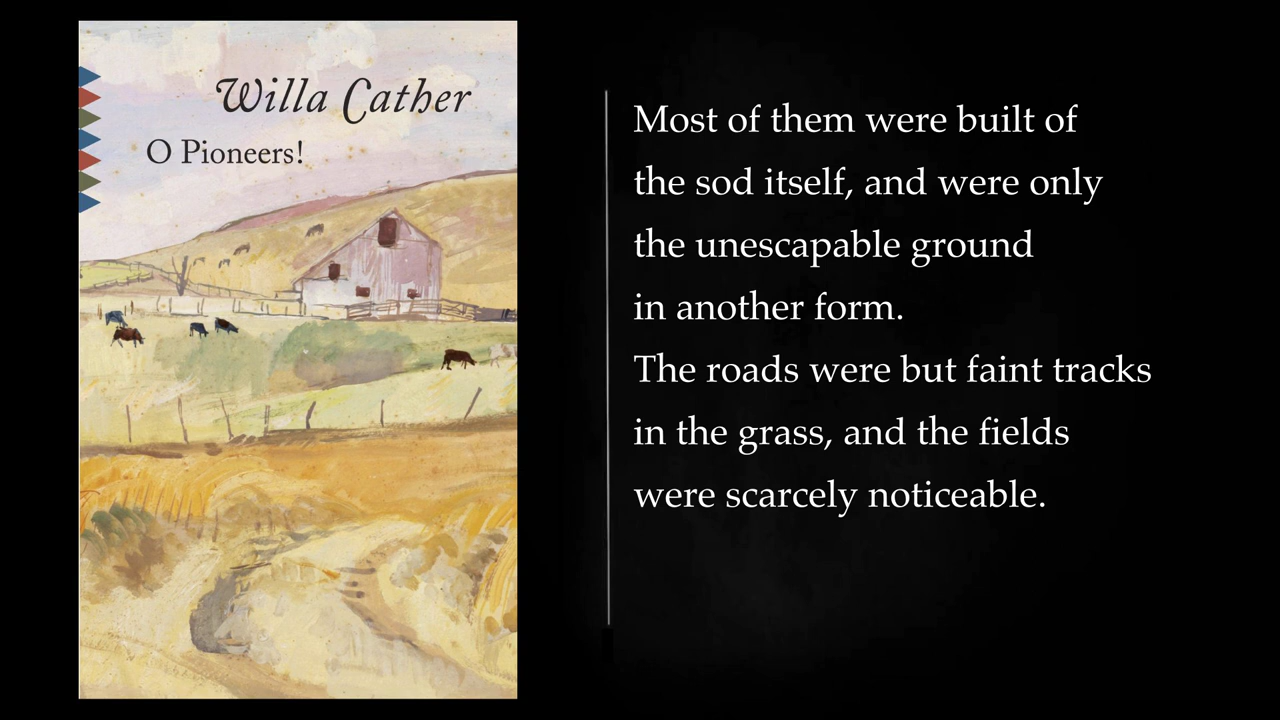 Willa Cather
O Pioneers!
Most of them were built of
the sod itself, and were only
the unescapable ground
in another form.
The roads were but faint tracks
in the grass, and the fields
were scarcely noticeable.